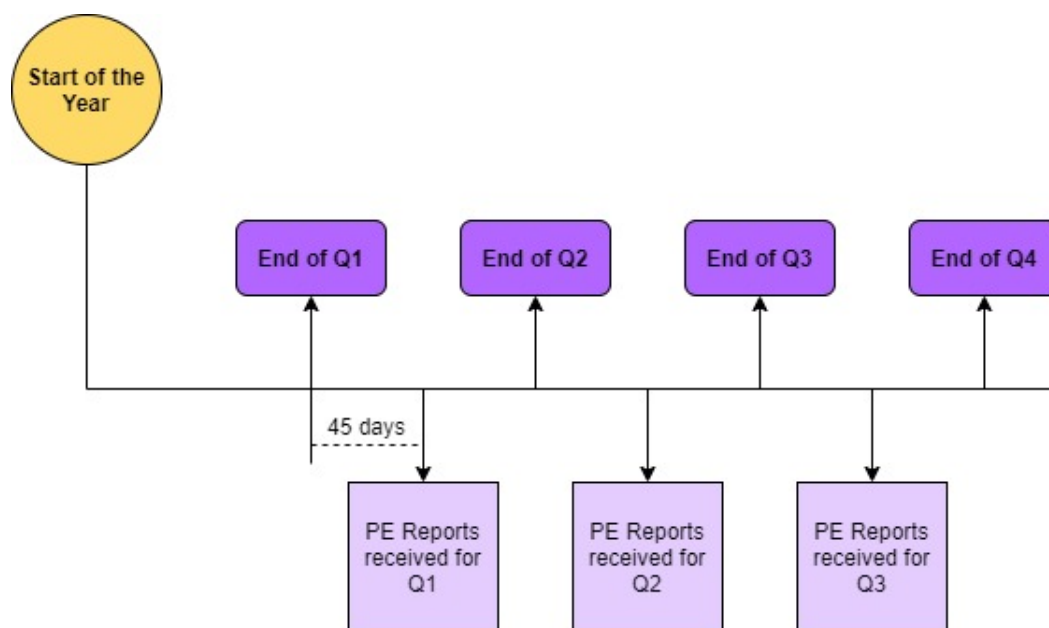 Start of the
Year
End of Q1
End of Q2
End of Q3
End of Q4
45 days
PE Reports
received for
Q1
PE Reports
received for
Q2
PE Reports
received for
Q3